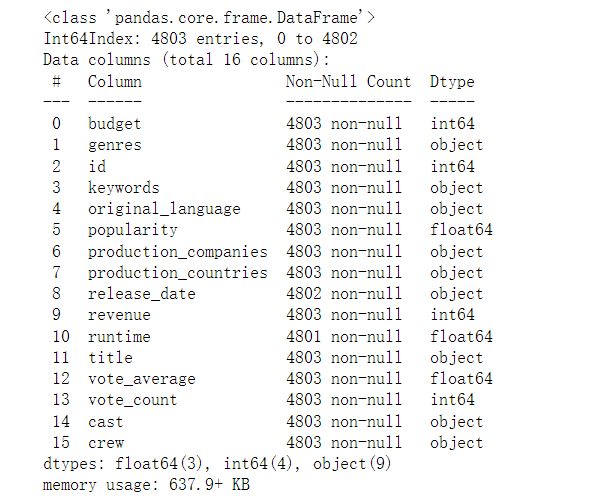 <class 'pandas.core.frame.DataFrame'>
Int64Index: 4803 entries, 0 to 4802
Data columns (total 16 columns):
 #   Column                Non-Null Count  Dtype
---  ------                --------------  -----
 0   budget                4803 non-null   int64
 1   genres                4803 non-null   object
 2   id                    4803 non-null   int64
 3   keywords              4803 non-null   object
 4   original_language     4803 non-null   object
 5   popularity            4803 non-null   float64
 6   production_companies  4803 non-null   object
 7   production_countries  4803 non-null   object
 8   release_date          4802 non-null   object
 9   revenue               4803 non-null   int64
 10  runtime               4801 non-null   float64
 11  title                 4803 non-null   object
 12  vote_average          4803 non-null   float64
 13  vote_count            4803 non-null   int64
 14  cast                  4803 non-null   object
 15  crew                  4803 non-null   object
dtypes: float64(3), int64(4), object(9)
memory usage: 637.9+ KB